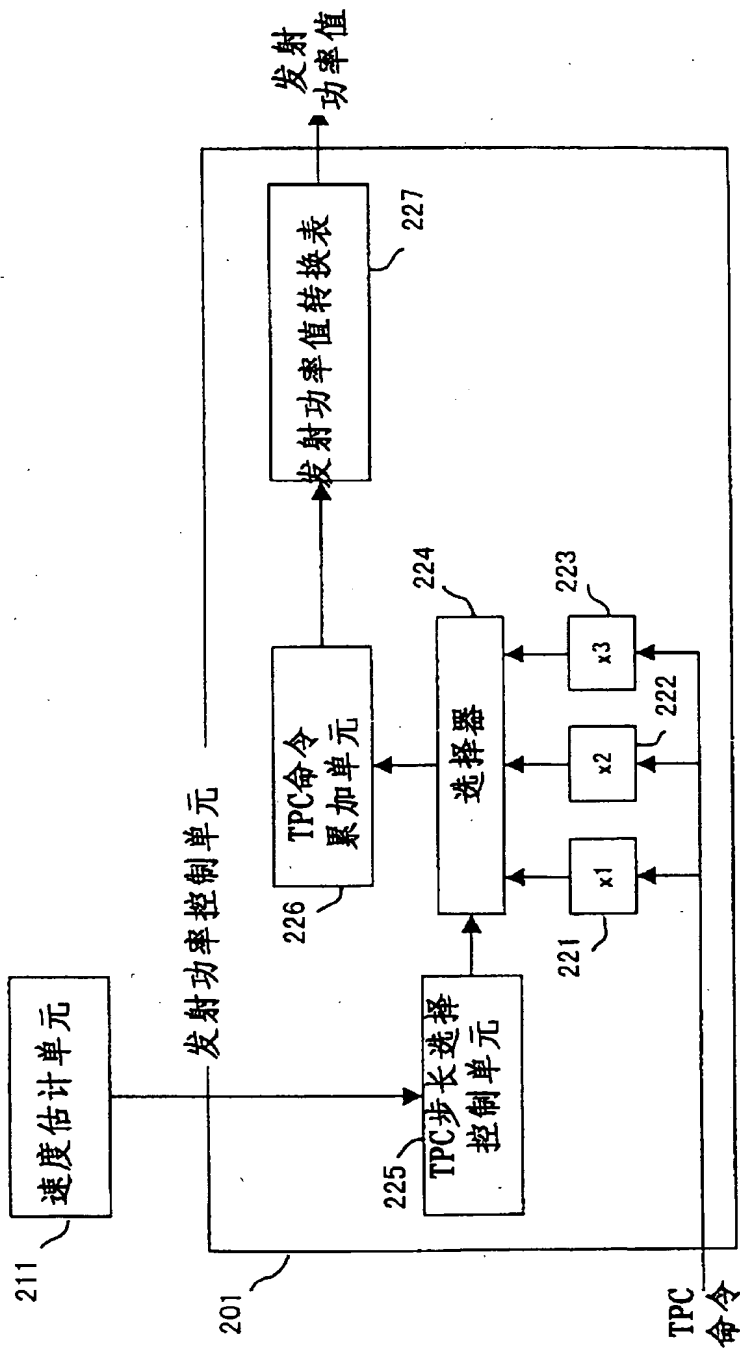 211
速度估计单元
201
发射功率控制单元
225
TPC步长选择
控制单元
226
TPC命令
累加单元
发射功率值转换表
227
发射
功率值
选择器
224
x1
221
x2
222
x3
223
TPC
命令